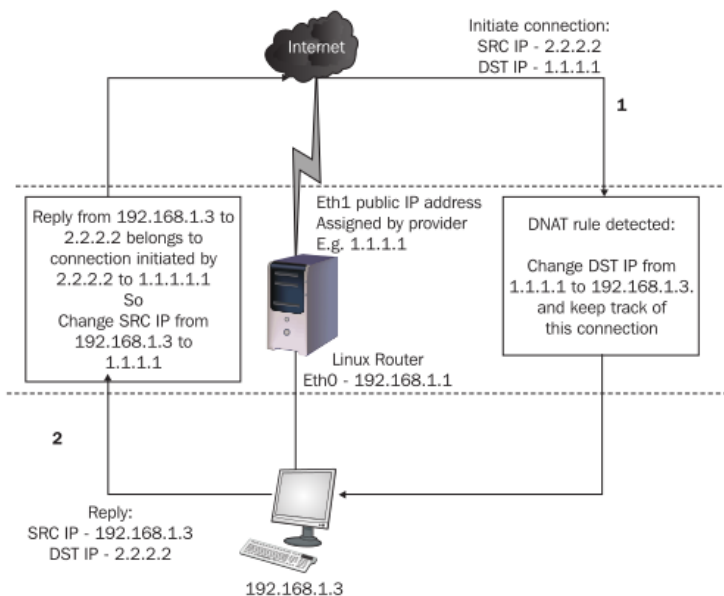 Internet
Initiate connection:
SRC IP - 2.2.2.2
DST IP - 1.1.1.1
1
Reply from 192.168.1.3 to
2.2.2.2 belongs to
connection initiated by
2.2.2.2 to 1.1.1.1.1
So
Change SRC IP from
192.168.1.3 to
1.1.1.1
Eth1 public IP address
Assigned by provider
E.g. 1.1.1.1
DNAT rule detected:
Change DST IP from
1.1.1.1 to 192.168.1.3.
and keep track of
this connection
Linux Router
Eth0 - 192.168.1.1
2
Reply:
SRC IP - 192.168.1.3
DST IP - 2.2.2.2
192.168.1.3